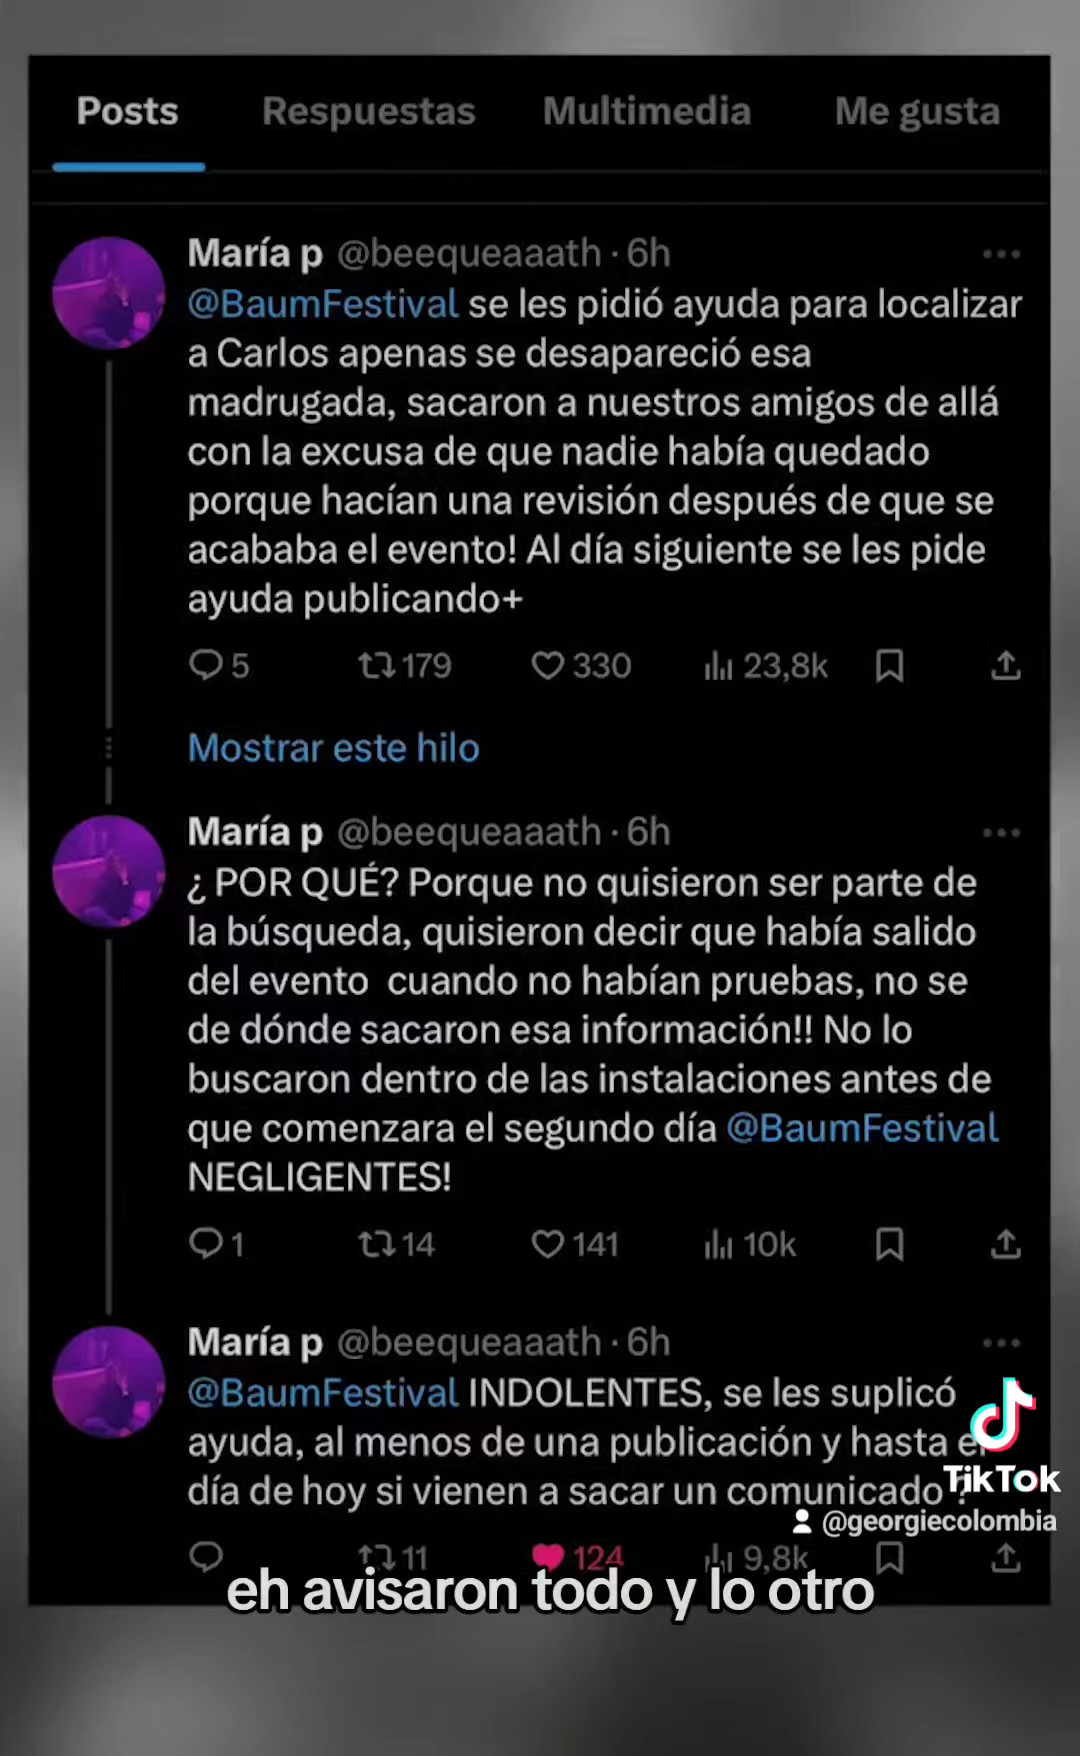 Posts Respuestas Multimedia Me gusta
María p @beequeaaath · 6h
@BaumFestival se les pidió ayuda para localizar
a Carlos apenas se desapareció esa
madrugada, sacaron a nuestros amigos de allá
con la excusa de que nadie había quedado
porque hacían una revisión después de que se
acababa el evento! Al día siguiente se les pide
ayuda publicando+
5 179 330 23,8k
Mostrar este hilo
María p @beequeaaath · 6h
¿ POR QUÉ? Porque no quisieron ser parte de
la búsqueda, quisieron decir que había salido
del evento  cuando no habían pruebas, no se
de dónde sacaron esa información!! No lo
buscaron dentro de las instalaciones antes de
que comenzara el segundo día @BaumFestival
NEGLIGENTES!
1 14 141 10k
María p @beequeaaath · 6h
@BaumFestival INDOLENTES, se les suplicó
ayuda, al menos de una publicación y hasta el
día de hoy si vienen a sacar un comunicado ?
TikTok
@georgiecolombia
11 124 9,8k
eh avisaron todo y lo otro